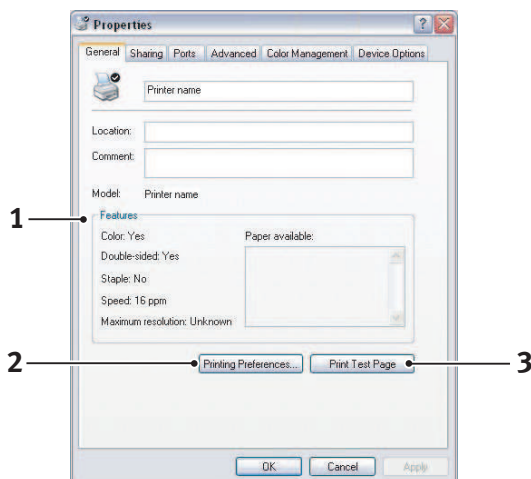 Properties
General Sharing Ports Advanced Color Management Device Options
Printer name
Location:
Comment:
Model: Printer name
1
Features
Color: Yes Paper available:
Double-sided: Yes
Staple: No
Speed: 16 ppm
Maximum resolution: Unknown
2 Printing Preferences... Print Test Page 3
OK Cancel Apply